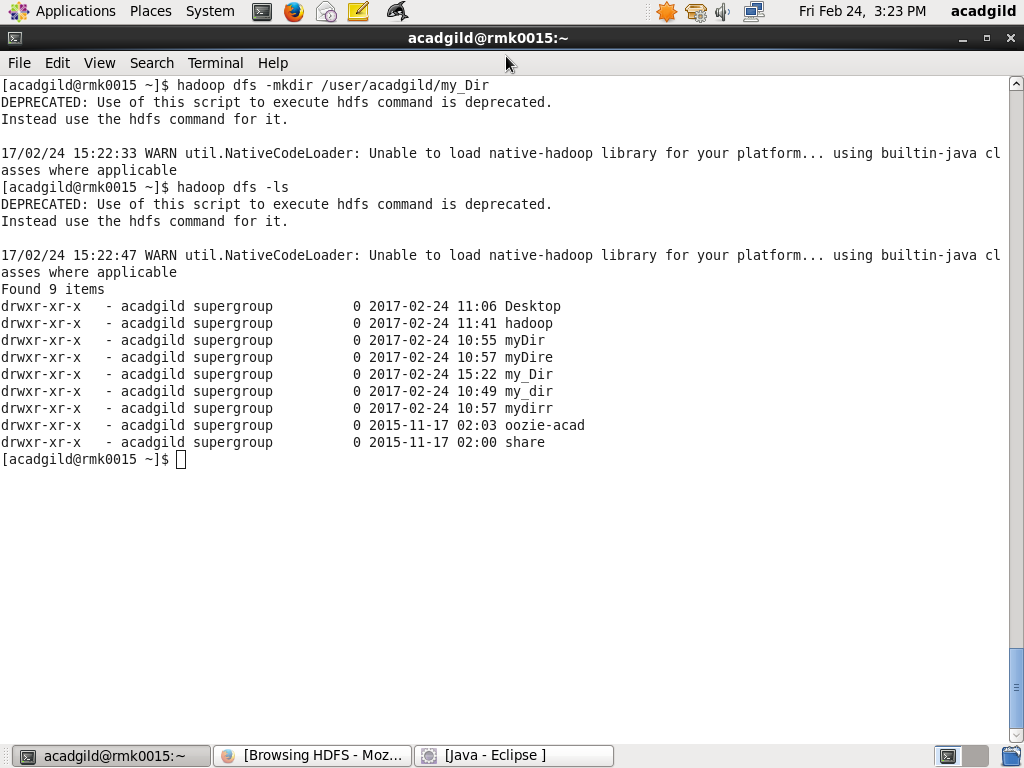 Applications Places System Fri Feb 24, 3:23 PM acadgild
acadgild@rmk0015:~
File Edit View Search Terminal Help
[acadgild@rmk0015 ~]$ hadoop dfs -mkdir /user/acadgild/my_Dir
DEPRECATED: Use of this script to execute hdfs command is deprecated.
Instead use the hdfs command for it.
17/02/24 15:22:33 WARN util.NativeCodeLoader: Unable to load native-hadoop library for your platform... using builtin-java cl
asses where applicable
[acadgild@rmk0015 ~]$ hadoop dfs -ls
DEPRECATED: Use of this script to execute hdfs command is deprecated.
Instead use the hdfs command for it.
17/02/24 15:22:47 WARN util.NativeCodeLoader: Unable to load native-hadoop library for your platform... using builtin-java cl
asses where applicable
Found 9 items
drwxr-xr-x   - acadgild supergroup          0 2017-02-24 11:06 Desktop
drwxr-xr-x   - acadgild supergroup          0 2017-02-24 11:41 hadoop
drwxr-xr-x   - acadgild supergroup          0 2017-02-24 10:55 myDir
drwxr-xr-x   - acadgild supergroup          0 2017-02-24 10:57 myDire
drwxr-xr-x   - acadgild supergroup          0 2017-02-24 15:22 my_Dir
drwxr-xr-x   - acadgild supergroup          0 2017-02-24 10:49 my_dir
drwxr-xr-x   - acadgild supergroup          0 2017-02-24 10:57 mydirr
drwxr-xr-x   - acadgild supergroup          0 2015-11-17 02:03 oozie-acad
drwxr-xr-x   - acadgild supergroup          0 2015-11-17 02:00 share
[acadgild@rmk0015 ~]$
acadgild@rmk0015:~ [Browsing HDFS - Moz... [Java - Eclipse ]